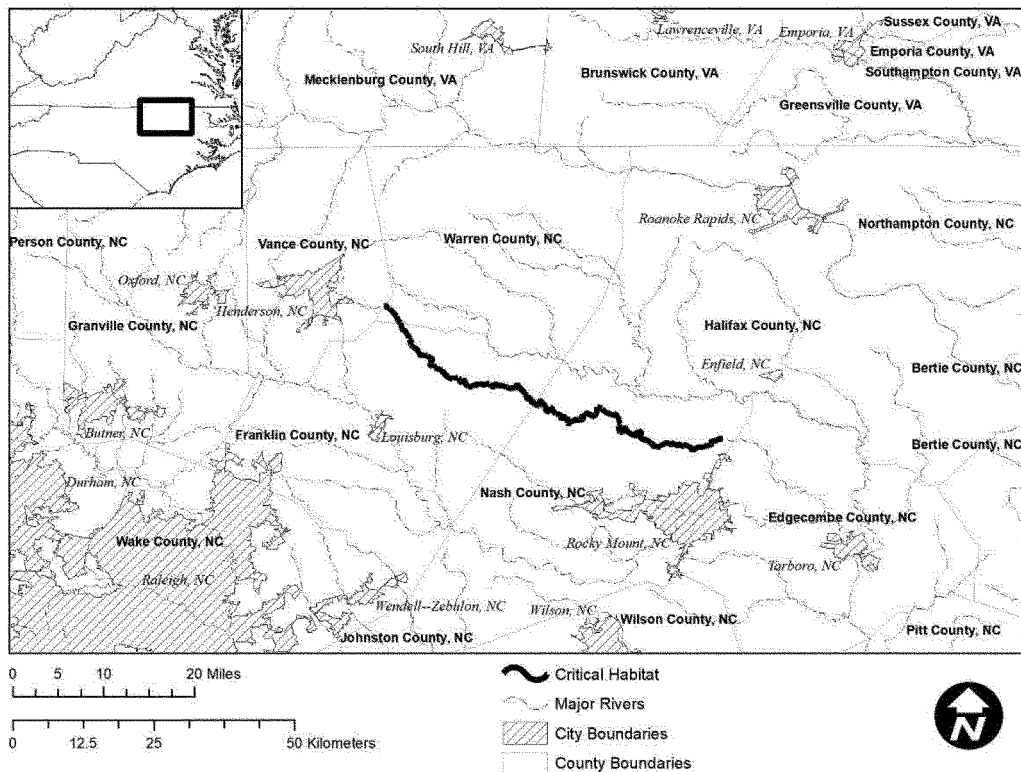 Sussex County, VA
Lawrenceville, VA
Emporia, VA
South Hill, VA
Emporia County, VA
Mecklenburg County, VA
Brunswick County, VA
Southampton County, VA
Greensville County, VA
Roanoke Rapids, NC
Northampton County, NC
Person County, NC
Vance County, NC
Warren County, NC
Oxford, NC
Henderson, NC
Granville County, NC
Halifax County, NC
Enfield, NC
Bertie County, NC
Butner, NC
Franklin County, NC
Louisburg, NC
Bertie County, NC
Durham, NC
Nash County, NC
Edgecombe County, NC
Wake County, NC
Rocky Mount, NC
Tarboro, NC
Raleigh, NC
Wendell--Zebulon, NC
Wilson, NC
Wilson County, NC
Johnston County, NC
Pitt County, NC
0 5 10 20 Miles
0 12.5 25 50 Kilometers
Critical Habitat
Major Rivers
City Boundaries
County Boundaries
N